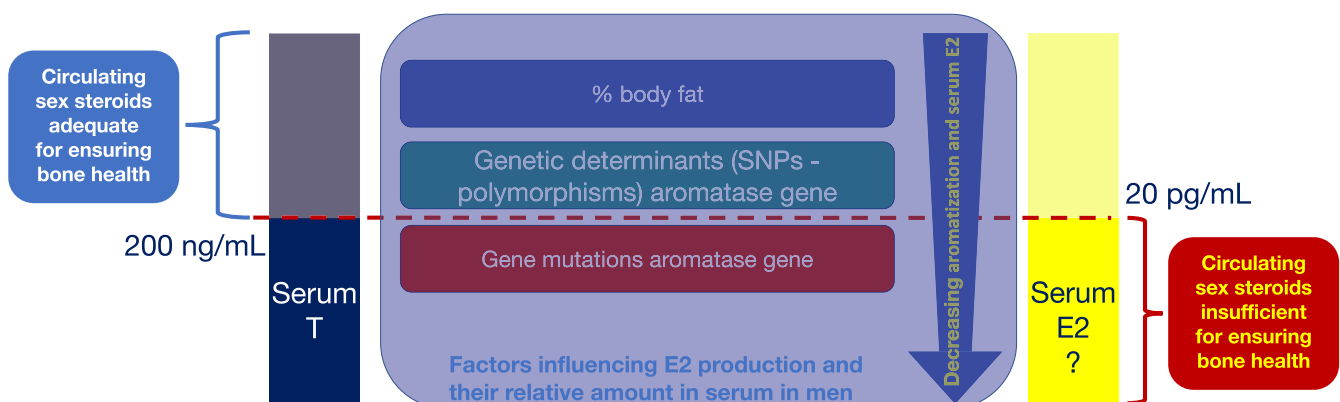 Circulating
sex steroids
adequate
for ensuring
bone health
200 ng/mL
Serum
T
% body fat
Genetic determinants (SNPs -
polymorphisms) aromatase gene
Gene mutations aromatase gene
Factors influencing E2 production and
their relative amount in serum in men
Decreasing aromatization and serum E2
20 pg/mL
Serum
E2
?
Circulating
sex steroids
insufficient
for ensuring
bone health